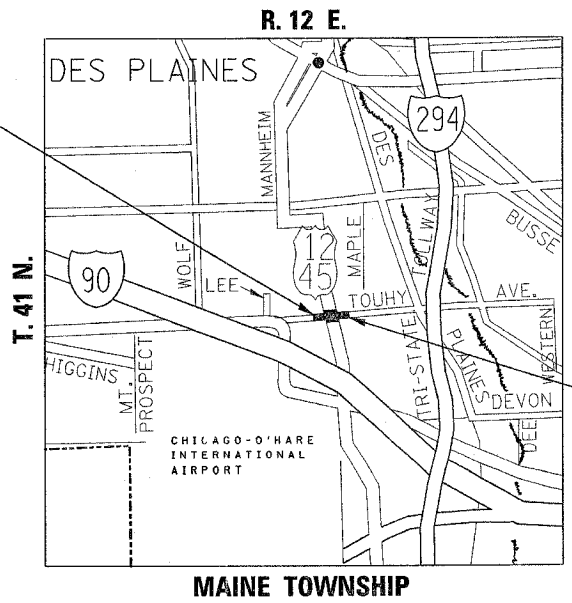 R. 12 E.
DES PLAINES
294
MANNHEIM
DES
BUSSE
WOLF
MAPLE
TOLLWAY
12
45
90
LEE
TOUHY
AVE.
T. 41 N.
WESTERN
HIGGINS
MT.
PROSPECT
TRI-STATE
PLAINES
DEVON
DEE
CHICAGO-O'HARE
INTERNATIONAL
AIRPORT
MAINE TOWNSHIP